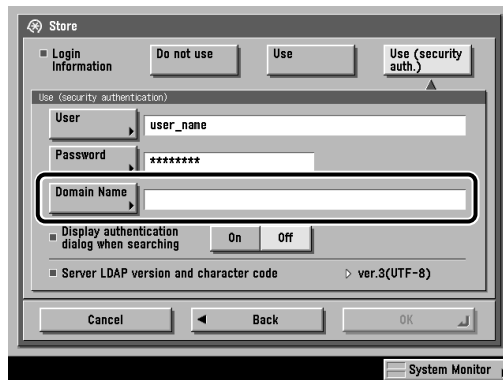 Store
Login Information
Do not use
Use
Use (security auth.)
Use (security authentication)
User
user_name
Password
********
Domain Name
Display authentication dialog when searching
On
Off
Server LDAP version and character code
ver.3(UTF-8)
Cancel
Back
OK
System Monitor